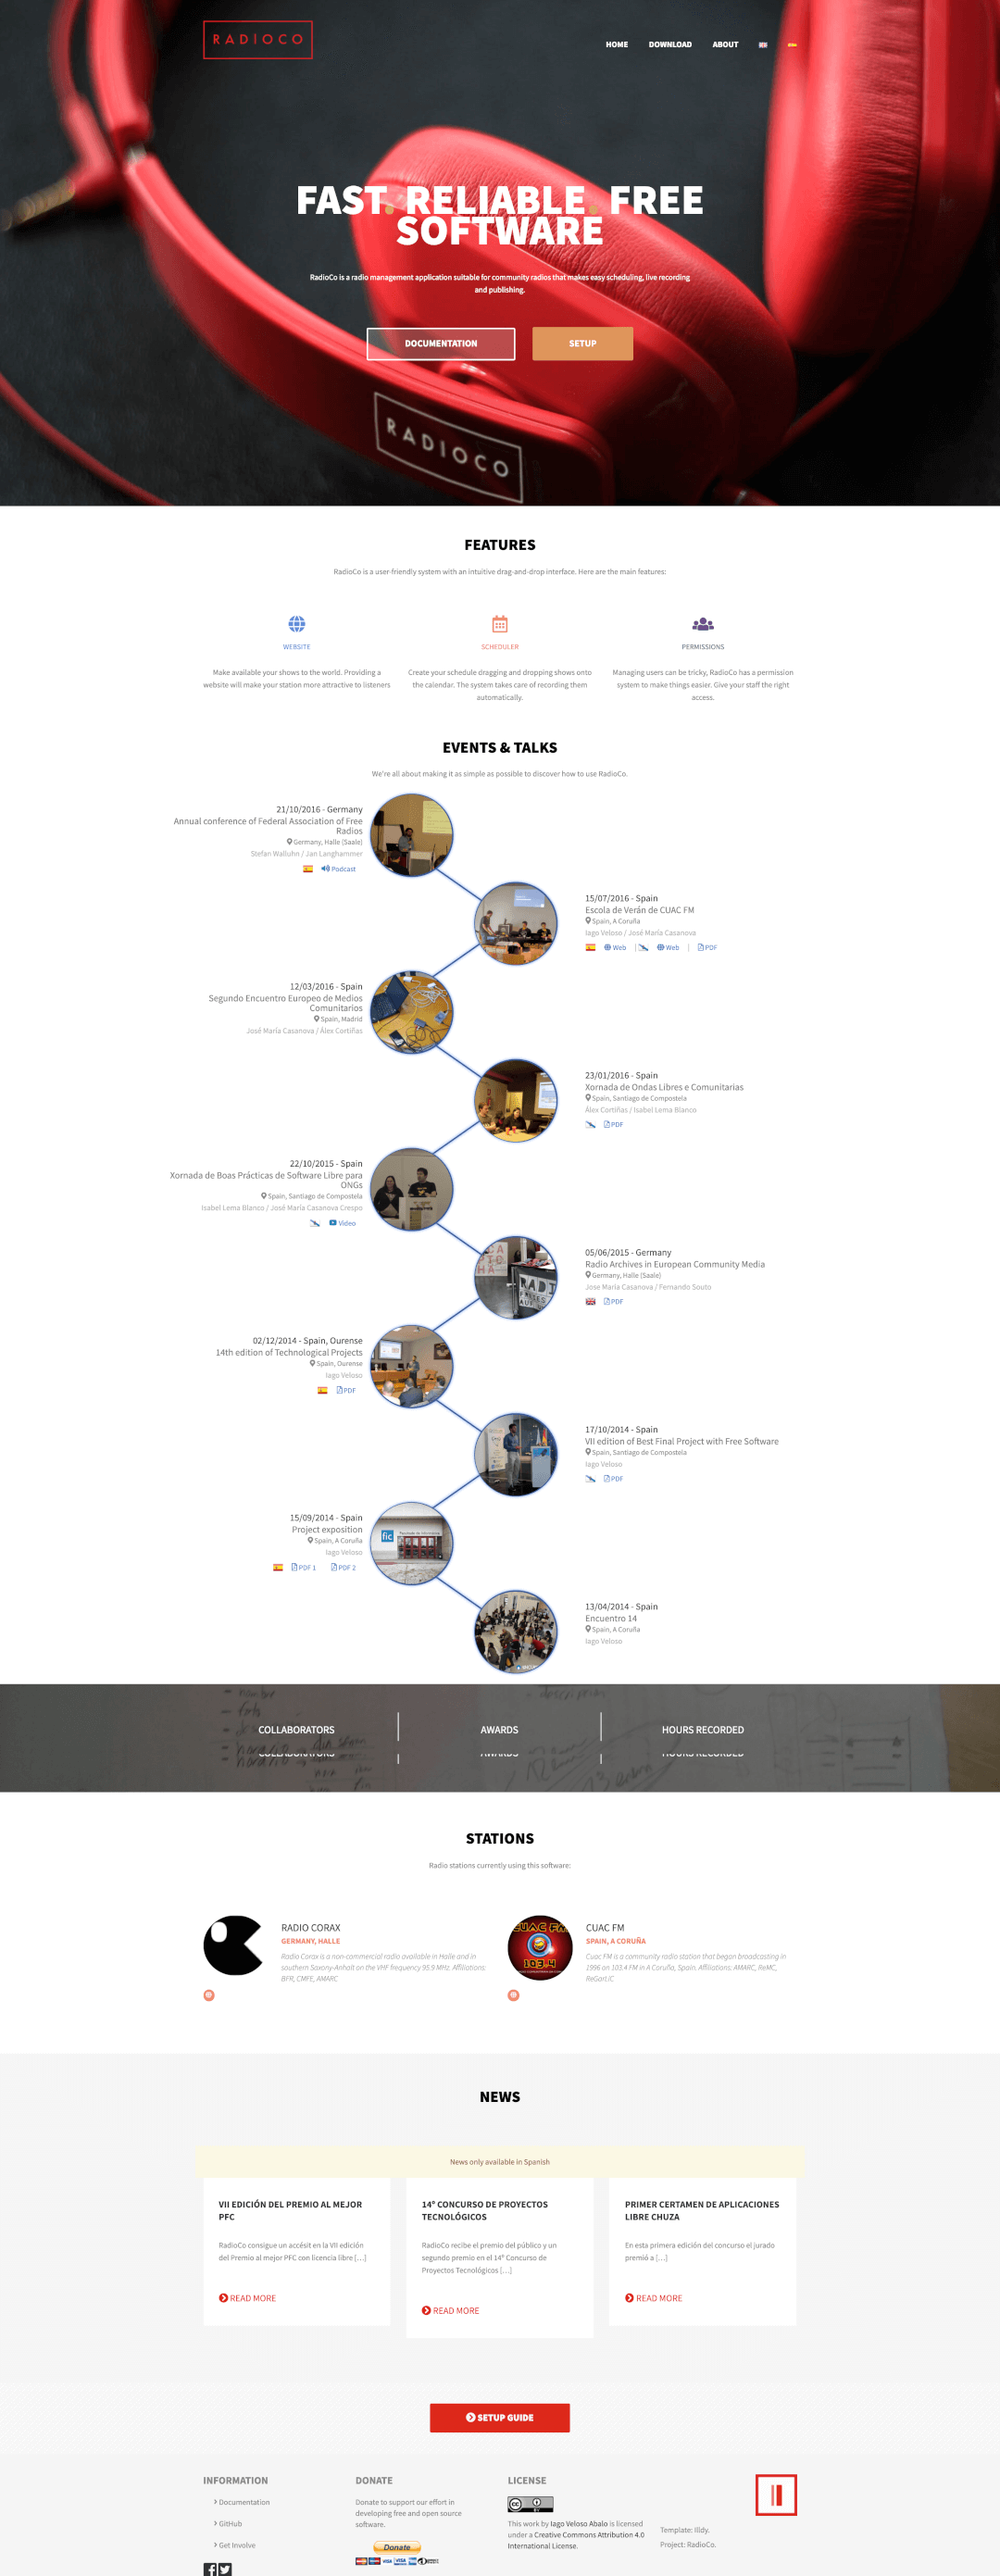 RADIOCO
HOME DOWNLOAD ABOUT
FAST. RELIABLE. FREE
SOFTWARE
RadioCo is a radio management application suitable for community radios that makes easy scheduling, live recording
and publishing.
DOCUMENTATION SETUP
RADIOCO
FEATURES
RadioCo is a user-friendly system with an intuitive drag-and-drop interface. Here are the main features:
WEBSITE
Make available your shows to the world. Providing a
website will make your station more attractive to listeners
SCHEDULER
Create your schedule dragging and dropping shows onto
the calendar. The system takes care of recording them
automatically.
PERMISSIONS
Managing users can be tricky, RadioCo has a permission
system to make things easier. Give your staff the right
access.
EVENTS & TALKS
We're all about making it as simple as possible to discover how to use RadioCo.
21/10/2016 - Germany
Annual conference of Federal Association of Free
Radios
Germany, Halle (Saale)
Stefan Walluhn / Jan Langhammer
Podcast
15/07/2016 - Spain
Escola de Verán de CUAC FM
Spain, A Coruña
Iago Veloso / José María Casanova
Web | Web | PDF
12/03/2016 - Spain
Segundo Encuentro Europeo de Medios
Comunitarios
Spain, Madrid
José María Casanova / Álex Cortiñas
23/01/2016 - Spain
Xornada de Ondas Libres e Comunitarias
Spain, Santiago de Compostela
Álex Cortiñas / Isabel Lema Blanco
PDF
22/10/2015 - Spain
Xornada de Boas Prácticas de Software Libre para
ONGs
Spain, Santiago de Compostela
Isabel Lema Blanco / José María Casanova Crespo
Video
05/06/2015 - Germany
Radio Archives in European Community Media
Germany, Halle (Saale)
Jose María Casanova / Fernando Souto
PDF
02/12/2014 - Spain, Ourense
14th edition of Technological Projects
Spain, Ourense
Iago Veloso
PDF
17/10/2014 - Spain
VII edition of Best Final Project with Free Software
Spain, Santiago de Compostela
Iago Veloso
PDF
15/09/2014 - Spain
Project exposition
Spain, A Coruña
Iago Veloso
PDF 1 PDF 2
fic
13/04/2014 - Spain
Encuentro 14
Spain, A Coruña
Iago Veloso
COLLABORATORS AWARDS HOURS RECORDED
STATIONS
Radio stations currently using this software:
RADIO CORAX
GERMANY, HALLE
Radio Corax is a non-commercial radio available in Halle and in
southern Saxony-Anhalt on the VHF frequency 95.9 MHz. Affiliations:
BFR, CMFE, AMARC
CUAC FM
103.4
CUAC FM
SPAIN, A CORUÑA
Cuac FM is a community radio station that began broadcasting in
1996 on 103.4 FM in A Coruña, Spain. Affiliations: AMARC, ReMC,
ReGarLiC
NEWS
News only available in Spanish
VII EDICIÓN DEL PREMIO AL MEJOR
PFC
RadioCo consigue un accésit en la VII edición
del Premio al mejor PFC con licencia libre [...]
READ MORE
14º CONCURSO DE PROYECTOS
TECNOLÓGICOS
RadioCo recibe el premio del público y un
segundo premio en el 14º Concurso de
Proyectos Tecnológicos [...]
READ MORE
PRIMER CERTAMEN DE APLICACIONES
LIBRE CHUZA
En esta primera edición del concurso el jurado
premió a [...]
READ MORE
SETUP GUIDE
INFORMATION
Documentation
GitHub
Get Involve
DONATE
Donate to support our effort in
developing free and open source
software.
Donate
LICENSE
CC BY
This work by Iago Veloso Abalo is licensed
under a Creative Commons Attribution 4.0
International License.
Template: Illdy.
Project: RadioCo.